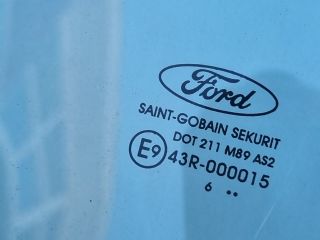 Ford
SAINT-GOBAIN SEKURIT
DOT 211 M89 AS2
E9 43R-000015
6 ••